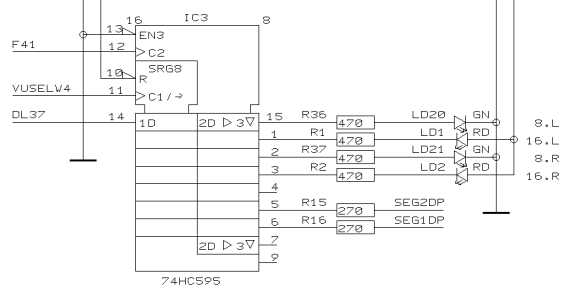 16 IC3 8
13 EN3
F41 12 C2
10 SRG8
R
VUSELW4 11 C1/→
DL37 14 1D 2D ▷ 3▽ 15 R36 470 LD20 GN 8.L
1 R1 470 LD1 RD 16.L
2 R37 470 LD21 GN 8.R
3 R2 470 LD2 RD 16.R
4
5 R15 270 SEG2DP
6 R16 270 SEG1DP
2D ▷ 3▽ 7
9
74HC595